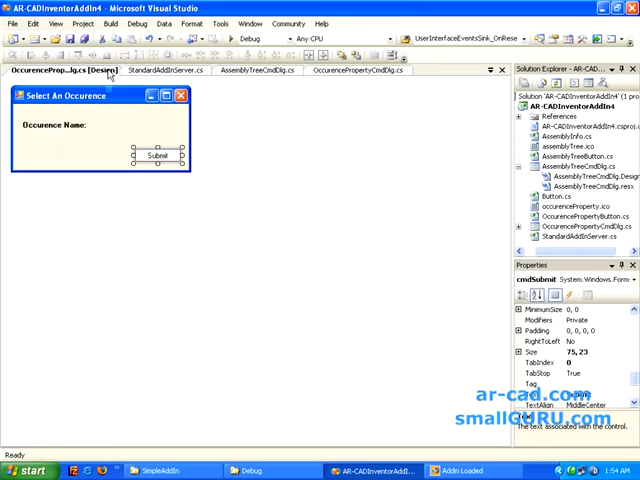 AR-CADInventorAddIn4 - Microsoft Visual Studio
File Edit View Project Build Debug Data Format Tools Window Community Help
Debug Any CPU UserInterfaceEventsSink_OnRese
OccurenceProp...lg.cs [Design] StandardAddInServer.cs AssemblyTreeCmdDlg.cs OccurencePropertyCmdDlg.cs
Select An Occurence
Occurence Name:
Submit
Solution Explorer - AR-CAD...
Solution 'AR-CADInventorAddIn4' (1 proj
AR-CADInventorAddIn4
References
AR-CADInventorAddIn4.csproj.
AssemblyInfo.cs
assemblyTree.ico
AssemblyTreeButton.cs
AssemblyTreeCmdDlg.cs
AssemblyTreeCmdDlg.Design
AssemblyTreeCmdDlg.resx
Button.cs
occurenceProperty.ico
OccurencePropertyButton.cs
OccurencePropertyCmdDlg.cs
StandardAddInServer.cs
Properties
cmdSubmit System.Windows.Form
MinimumSize 0, 0
Modifiers Private
Padding 0, 0, 0, 0
RightToLeft No
Size 75, 23
TabIndex 0
TabStop True
Tag
TextAlign MiddleCenter
ar-cad.com
smallGURU.com
The text associated with the control.
Ready
start SimpleAddIn Debug AR-CADInventorAddI... Addin Loaded 1:54 AM